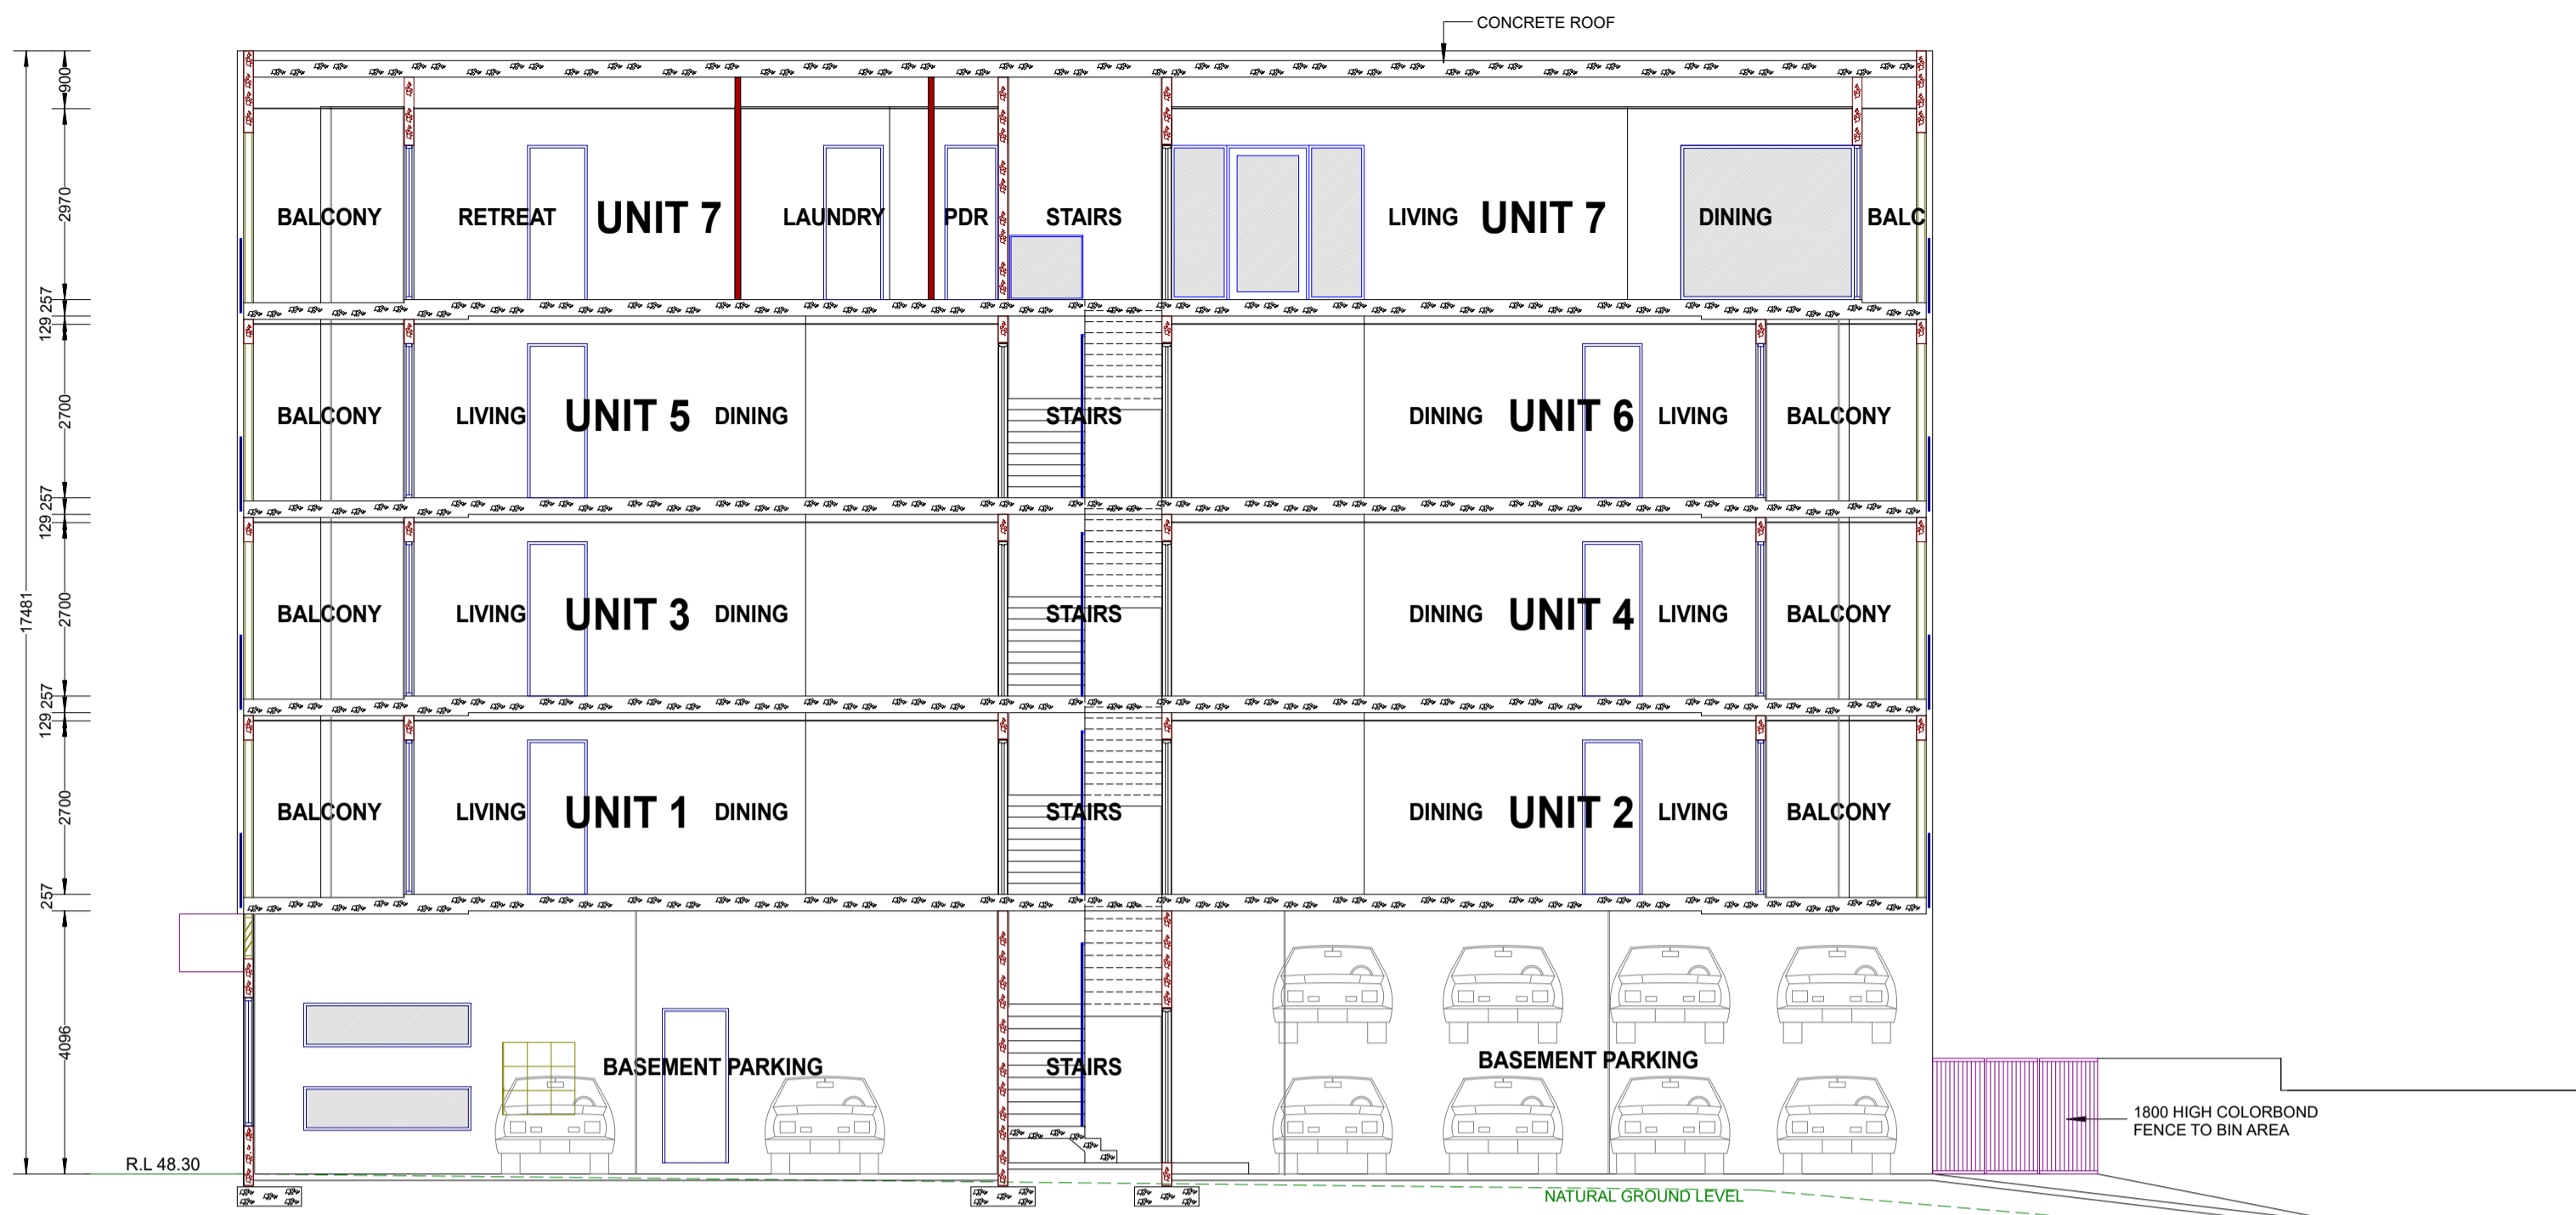 CONCRETE ROOF
900
2970
BALCONY RETREAT UNIT 7 LAUNDRY PDR STAIRS LIVING UNIT 7 DINING BALC
257
129
2700
BALCONY LIVING UNIT 5 DINING STAIRS DINING UNIT 6 LIVING BALCONY
257
129
17481
2700
BALCONY LIVING UNIT 3 DINING STAIRS DINING UNIT 4 LIVING BALCONY
257
129
2700
BALCONY LIVING UNIT 1 DINING STAIRS DINING UNIT 2 LIVING BALCONY
257
4096
BASEMENT PARKING STAIRS BASEMENT PARKING
1800 HIGH COLORBOND
FENCE TO BIN AREA
R.L 48.30
NATURAL GROUND LEVEL